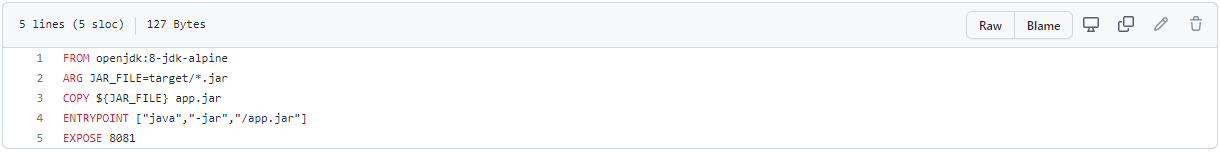 5 lines (5 sloc) 127 Bytes Raw Blame
1 FROM openjdk:8-jdk-alpine
2 ARG JAR_FILE=target/*.jar
3 COPY ${JAR_FILE} app.jar
4 ENTRYPOINT ["java","-jar","/app.jar"]
5 EXPOSE 8081